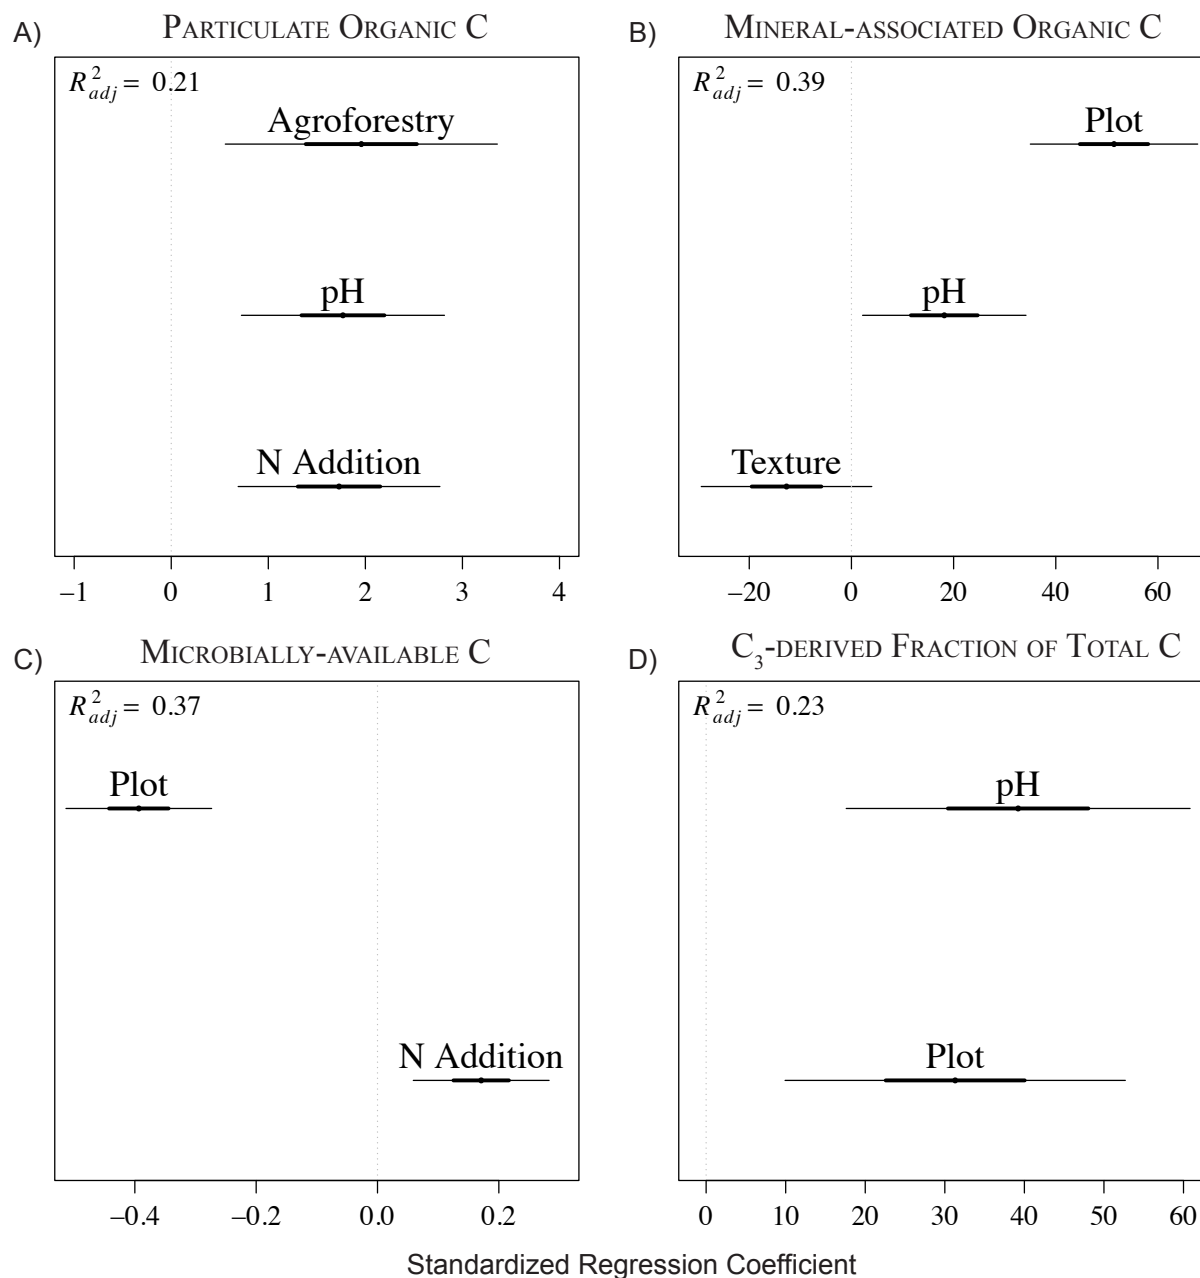 A) PARTICULATE ORGANIC C
R²adj = 0.21
Agroforestry
pH
N Addition
–1 0 1 2 3 4
B) MINERAL-ASSOCIATED ORGANIC C
R²adj = 0.39
Plot
pH
Texture
–20 0 20 40 60
C) MICROBIALLY-AVAILABLE C
R²adj = 0.37
Plot
N Addition
–0.4 –0.2 0.0 0.2
D) C₃-DERIVED FRACTION OF TOTAL C
R²adj = 0.23
pH
Plot
0 10 20 30 40 50 60
Standardized Regression Coefficient